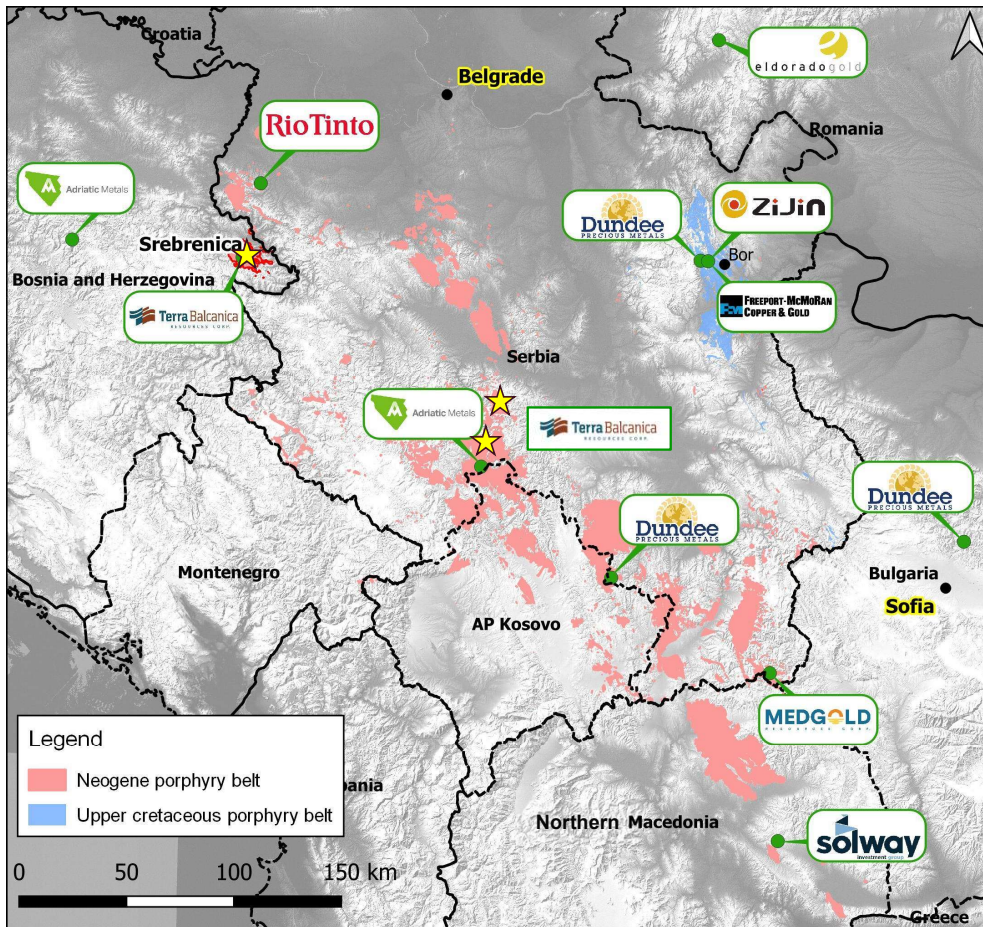 Croatia
eldoradogold
Belgrade
Romania
RioTinto
Adriatic Metals
Dundee
PRECIOUS METALS
ZiJin
Srebrenica
Bor
Bosnia and Herzegovina
Terra Balcanica
RESOURCES CORP.
FREEPORT-McMoRAN
COPPER & GOLD
Serbia
Adriatic Metals
Terra Balcanica
RESOURCES CORP.
Dundee
PRECIOUS METALS
Dundee
PRECIOUS METALS
Montenegro
Bulgaria
Sofia
AP Kosovo
MEDGOLD
RESOURCES CORP.
Legend
Neogene porphyry belt
Upper cretaceous porphyry belt
bania
Northern Macedonia
solway
investment group
0 50 100 150 km
Greece